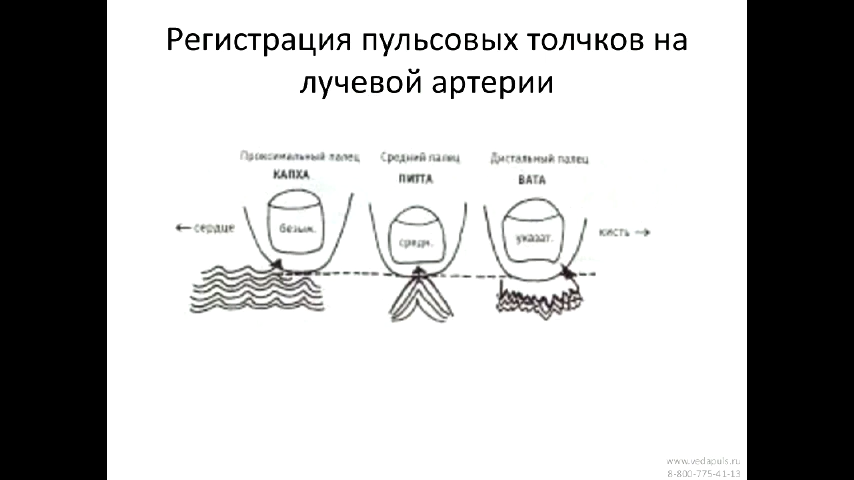 Регистрация пульсовых толчков на
лучевой артерии
Проксимальный палец
КАПХА
Средний палец
ПИТТА
Дистальный палец
ВАТА
← сердце
безым.
средн.
указат.
кисть →
www.vedapuls.ru
8-800-775-41-13